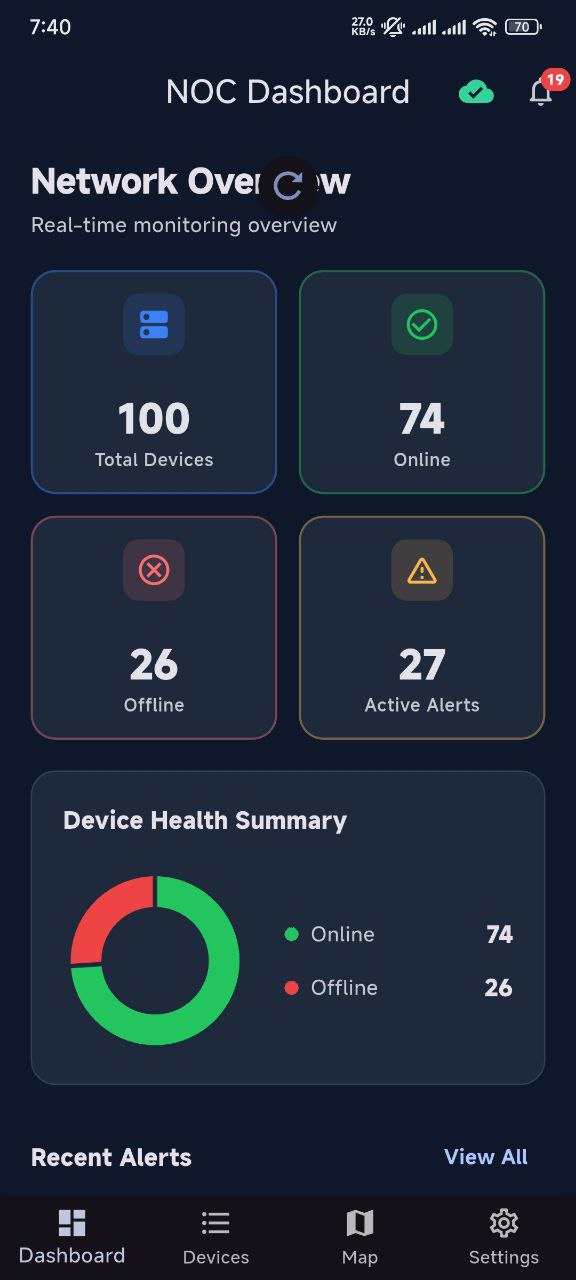 7:40
27.0
KB/s
70
NOC Dashboard
19
Network Over w
Real-time monitoring overview
100
Total Devices
74
Online
26
Offline
27
Active Alerts
Device Health Summary
Online 74
Offline 26
Recent Alerts
View All
Dashboard
Devices
Map
Settings